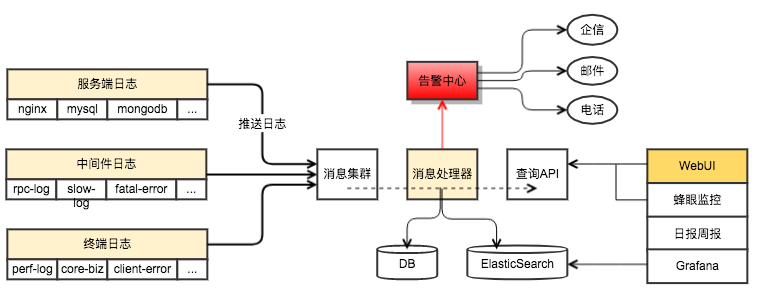 服务端日志
nginx
mysql
mongodb
...
中间件日志
rpc-log
slow-
log
fatal-error
...
终端日志
perf-log
core-biz
client-error
...
推送日志
消息集群
告警中心
企信
邮件
电话
消息处理器
查询API
DB
ElasticSearch
WebUI
蜂眼监控
日报周报
Grafana